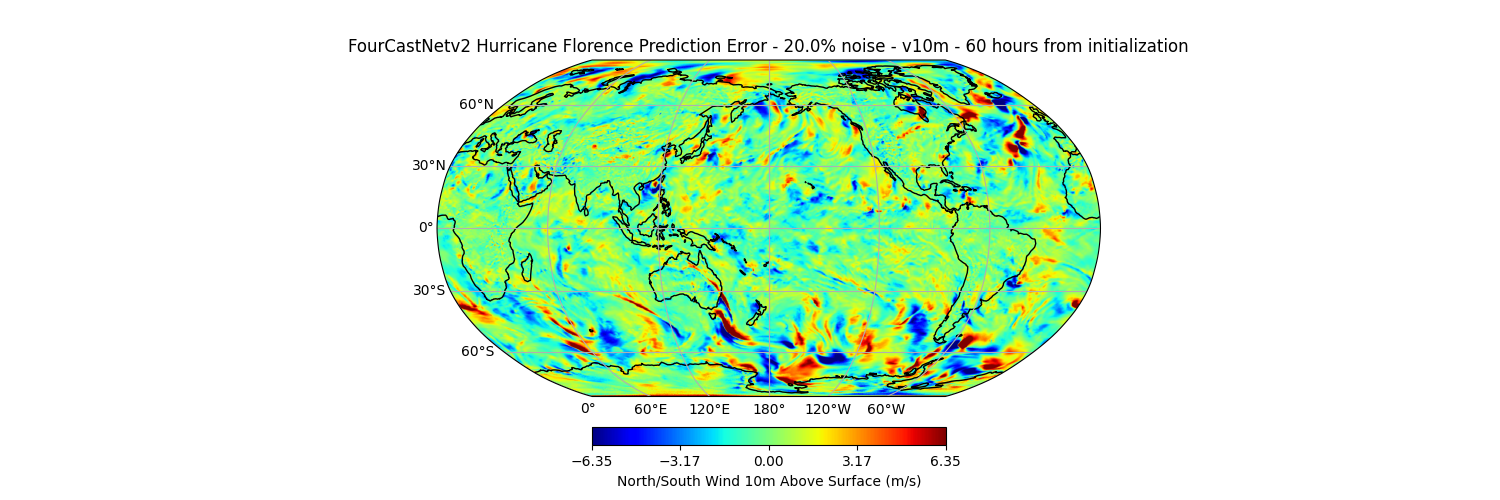 FourCastNetv2 Hurricane Florence Prediction Error - 20.0% noise - v10m - 60 hours from initialization
60°N
30°N
0°
30°S
60°S
0° 60°E 120°E 180° 120°W 60°W
−6.35 −3.17 0.00 3.17 6.35
North/South Wind 10m Above Surface (m/s)